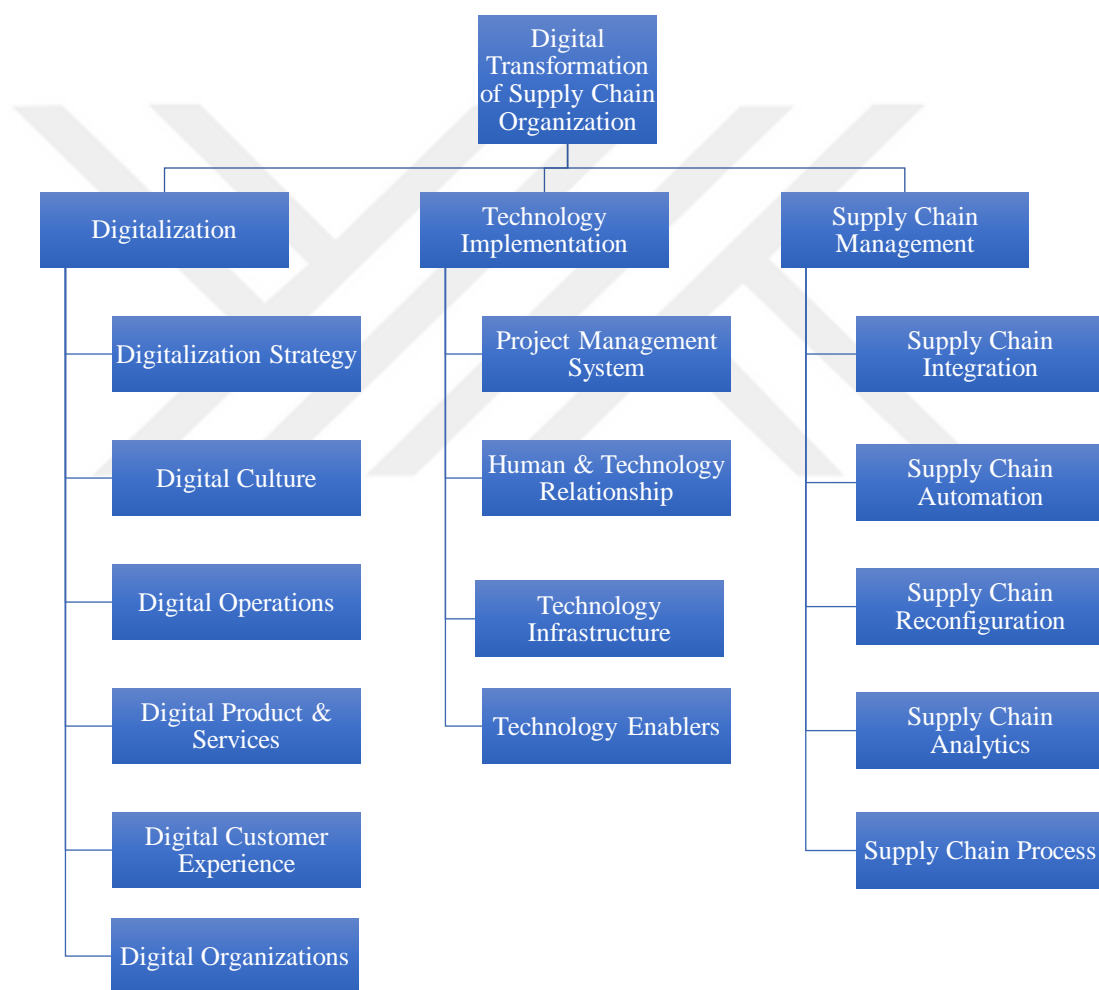 Digital
Transformation
of Supply Chain
Organization
Digitalization
Technology
Implementation
Supply Chain
Management
Digitalization Strategy
Digital Culture
Digital Operations
Digital Product &
Services
Digital Customer
Experience
Digital Organizations
Project Management
System
Human & Technology
Relationship
Technology
Infrastructure
Technology Enablers
Supply Chain
Integration
Supply Chain
Automation
Supply Chain
Reconfiguration
Supply Chain
Analytics
Supply Chain Process